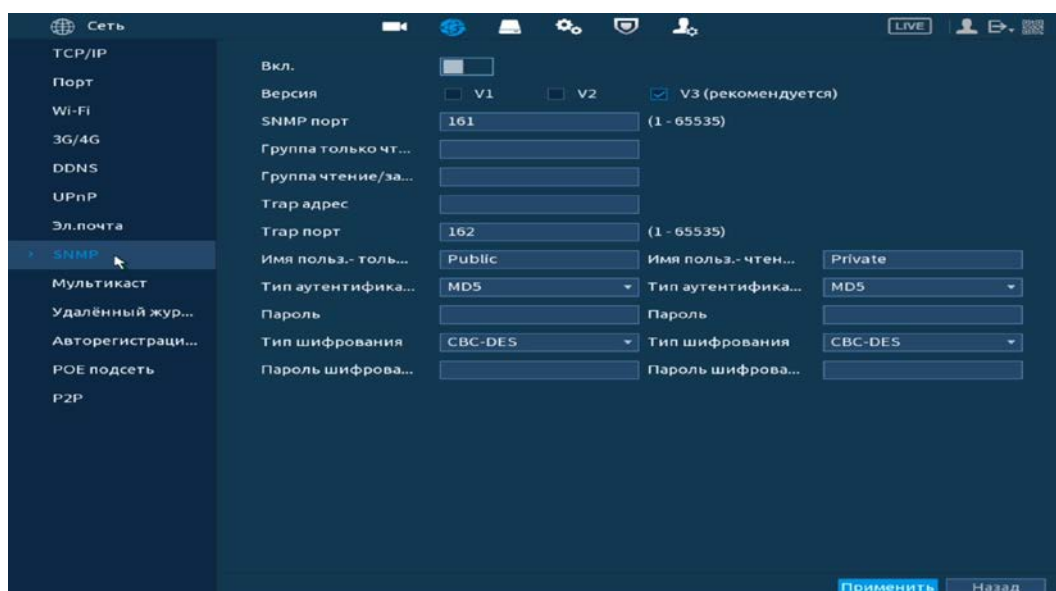 Сеть LIVE
TCP/IP
Порт
Wi-Fi
3G/4G
DDNS
UPnP
Эл.почта
SNMP
Мультикаст
Удалённый жур...
Авторегистраци...
POE подсеть
P2P
Вкл.
Версия V1 V2 V3 (рекомендуется)
SNMP порт 161 (1 - 65535)
Группа только чт...
Группа чтение/за...
Trap адрес
Trap порт 162 (1 - 65535)
Имя польз.- толь... Public Имя польз.- чтен... Private
Тип аутентифика... MD5 Тип аутентифика... MD5
Пароль Пароль
Тип шифрования CBC-DES Тип шифрования CBC-DES
Пароль шифрова... Пароль шифрова...
Применить Назад